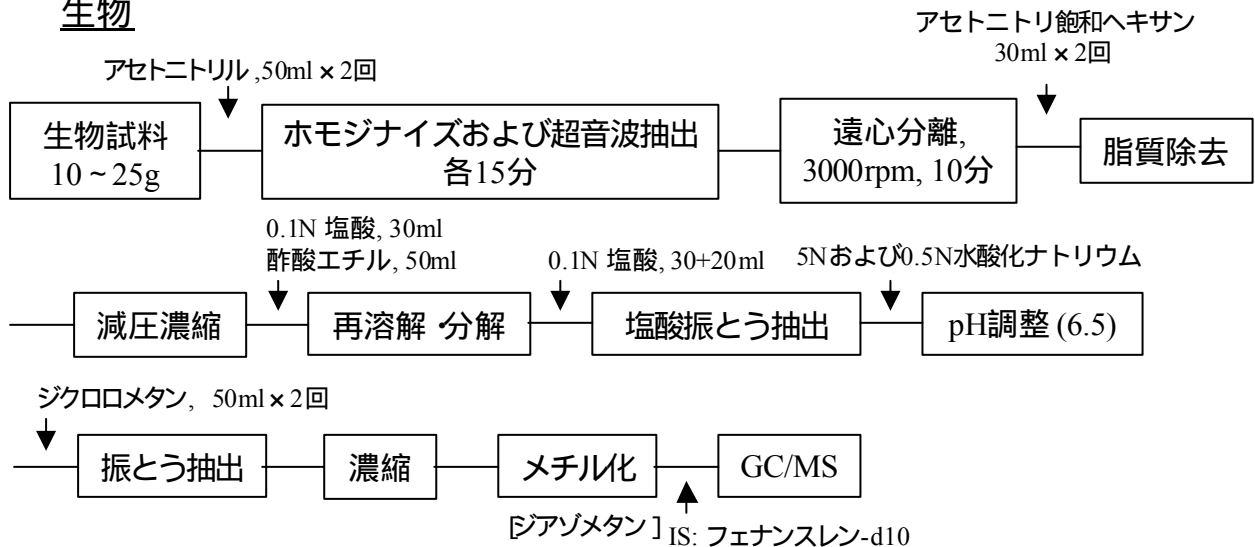 生物
アセトニトリ飽和ヘキサン
30ml × 2回
アセトニトリル ,50ml × 2回
生物試料
10 ~ 25g
ホモジナイズおよび超音波抽出
各15分
遠心分離,
3000rpm, 10分
脂質除去
0.1N 塩酸, 30ml
酢酸エチル, 50ml
0.1N 塩酸, 30+20ml
5Nおよび0.5N水酸化ナトリウム
減圧濃縮
再溶解・分解
塩酸振とう抽出
pH調整 (6.5)
ジクロロメタン, 50ml × 2回
振とう抽出
濃縮
メチル化
GC/MS
[ジアゾメタン]
IS: フェナンスレン-d10